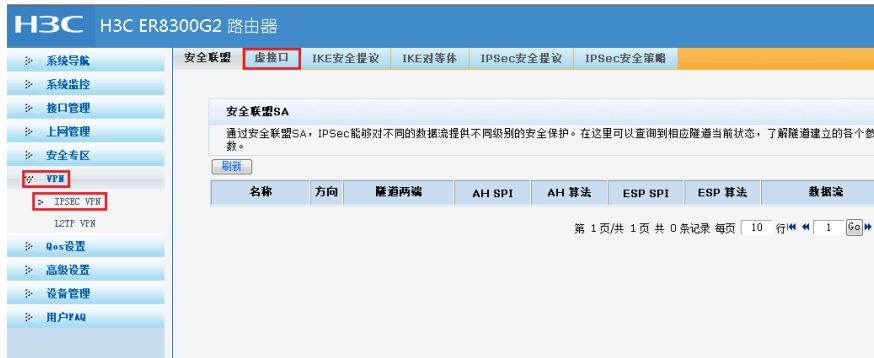 H3C H3C ER8300G2 路由器
系统导航
系统监控
接口管理
上网管理
安全专区
VPN
IPSEC VPN
L2TP VPN
Qos设置
高级设置
设备管理
用户FAQ
安全联盟 虚接口 IKE安全提议 IKE对等体 IPSec安全提议 IPSec安全策略
安全联盟SA
通过安全联盟SA，IPSec能够对不同的数据流提供不同级别的安全保护。在这里可以查询到相应隧道当前状态，了解隧道建立的各个参
数。
刷新
名称 方向 隧道两端 AH SPI AH 算法 ESP SPI ESP 算法 数据流
第 1 页/共 1 页 共 0 条记录 每页 10 行 1 Go